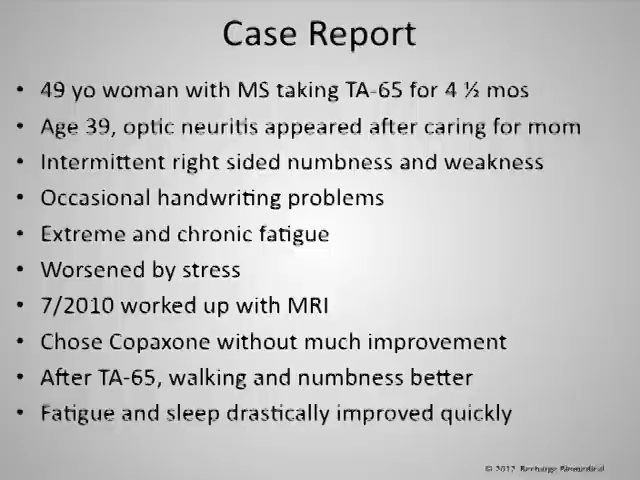 Case Report
• 49 yo woman with MS taking TA-65 for 4 ½ mos
• Age 39, optic neuritis appeared after caring for mom
• Intermittent right sided numbness and weakness
• Occasional handwriting problems
• Extreme and chronic fatigue
• Worsened by stress
• 7/2010 worked up with MRI
• Chose Copaxone without much improvement
• After TA-65, walking and numbness better
• Fatigue and sleep drastically improved quickly
©